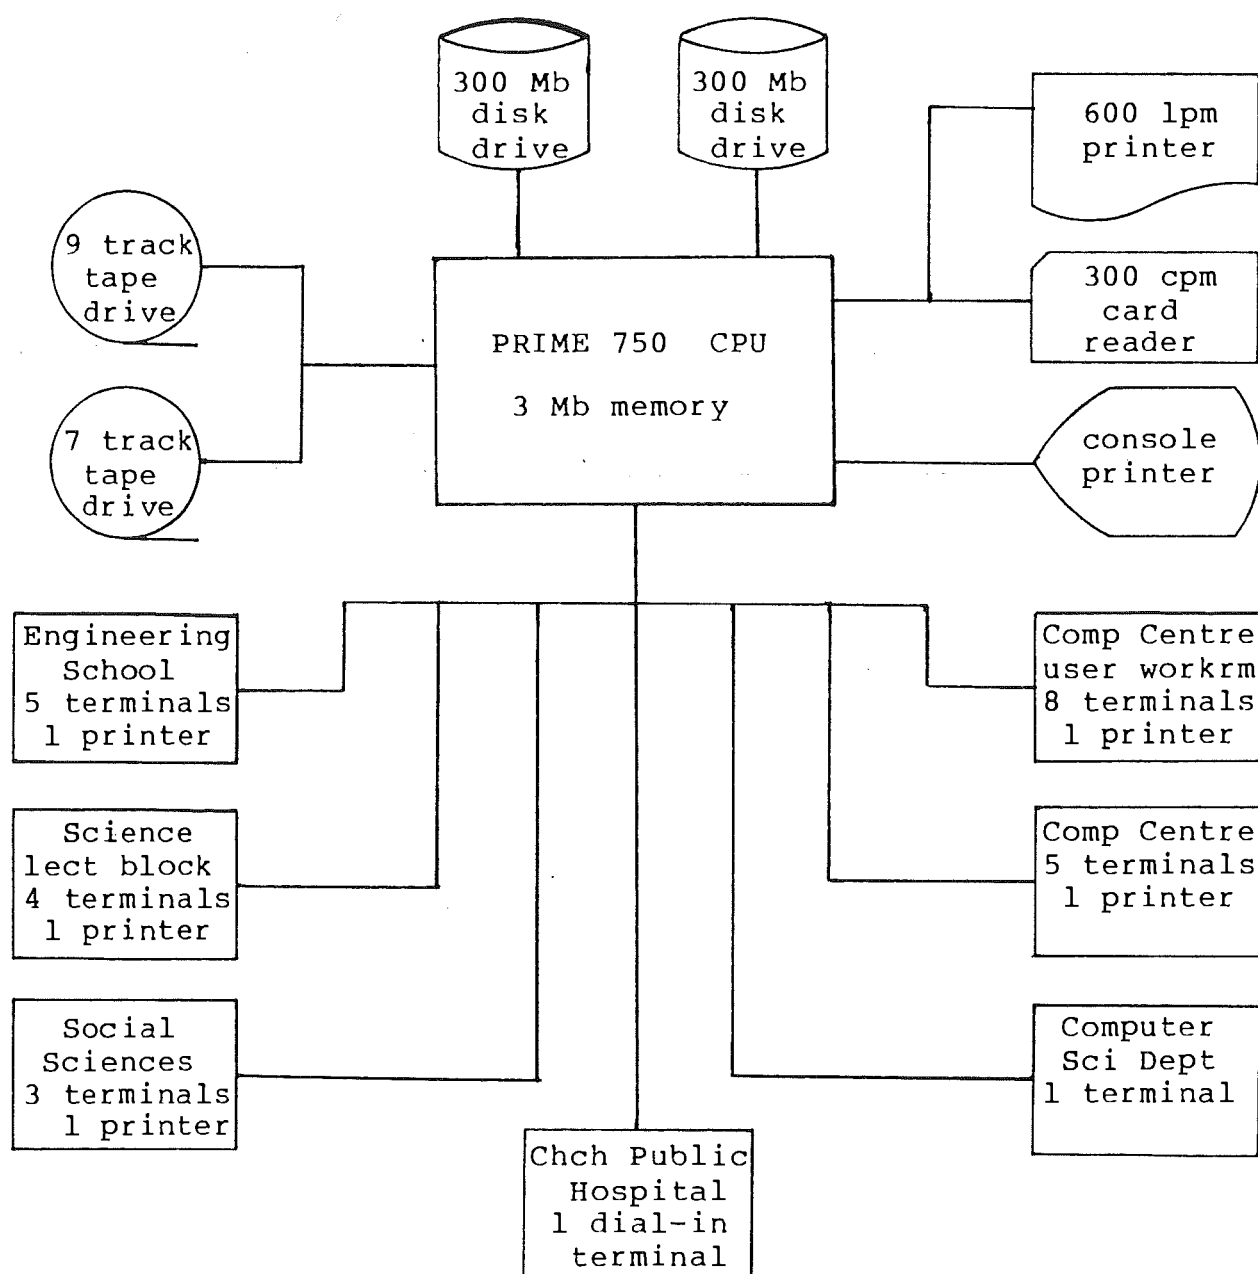 300 Mb
disk
drive
300 Mb
disk
drive
600 lpm
printer
9 track
tape
drive
PRIME 750 CPU
3 Mb memory
300 cpm
card
reader
7 track
tape
drive
console
printer
Engineering
School
5 terminals
1 printer
Comp Centre
user workrm
8 terminals
1 printer
Science
lect block
4 terminals
1 printer
Comp Centre
5 terminals
1 printer
Social
Sciences
3 terminals
1 printer
Computer
Sci Dept
1 terminal
Chch Public
Hospital
1 dial-in
terminal